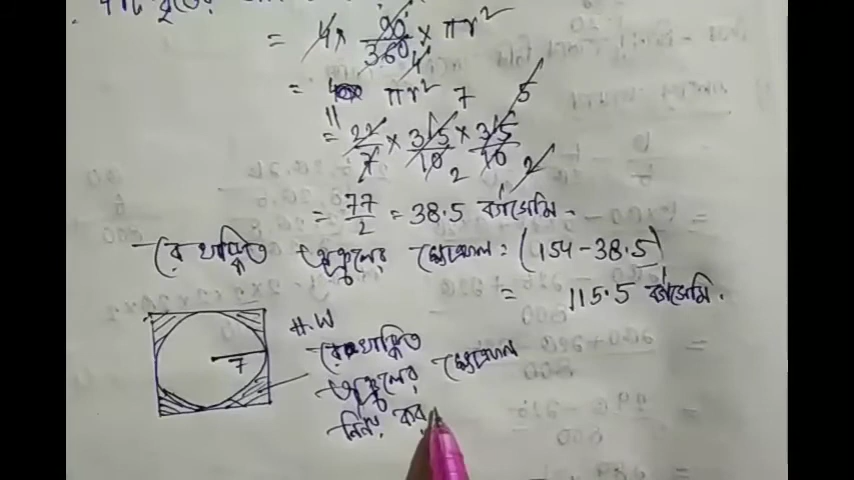 = 4 × 90/360 × πr²
= πr²
= 22/7 × 35/10 × 35/10
= 77/2 = 38.5 বর্গসেমি.
রেখাঙ্কিত অঞ্চলের ক্ষেত্রফল = (154 - 38.5)
= 115.5 বর্গসেমি.
H.W
7
রেখাঙ্কিত
অঞ্চলের ক্ষেত্রফল
নির্ণয় কর